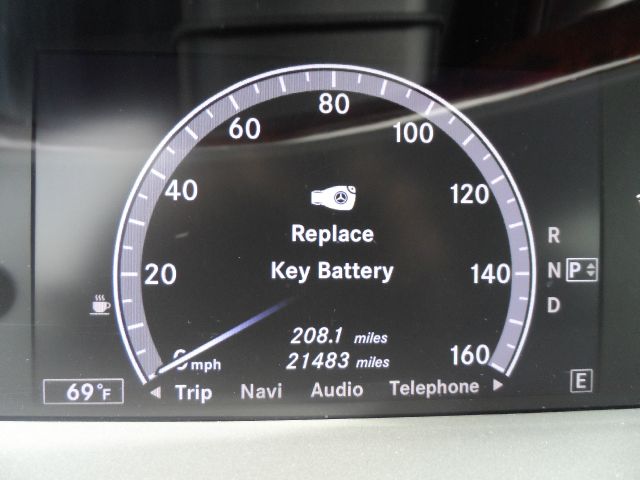 80
60 100
40 120
Replace
R
20 Key Battery 140 N P
D
208.1 miles
0 mph 21483 miles 160
69°F Trip Navi Audio Telephone E